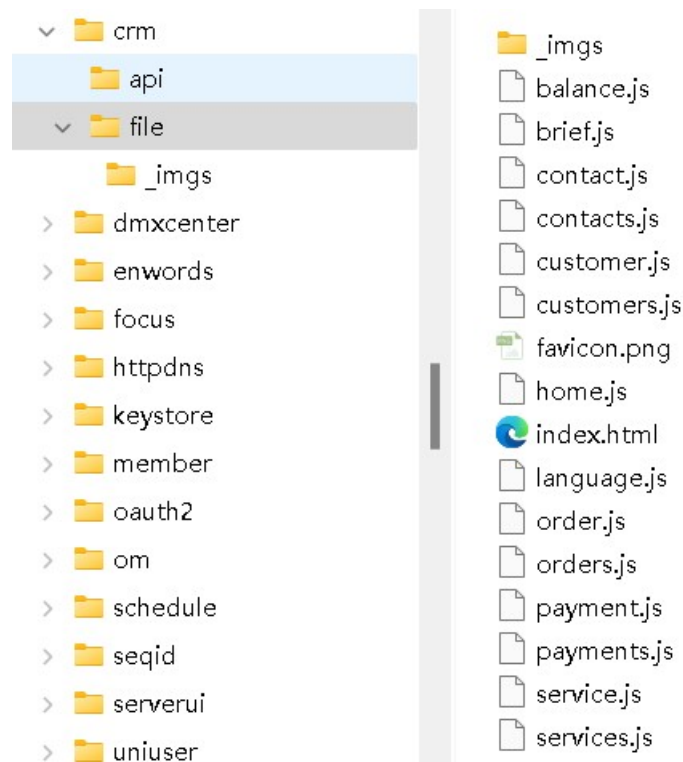 crm
api
file
_imgs
dmxcenter
enwords
focus
httpdns
keystore
member
oauth2
om
schedule
seqid
serverui
uniuser
_imgs
balance.js
brief.js
contact.js
contacts.js
customer.js
customers.js
favicon.png
home.js
index.html
language.js
order.js
orders.js
payment.js
payments.js
service.js
services.js